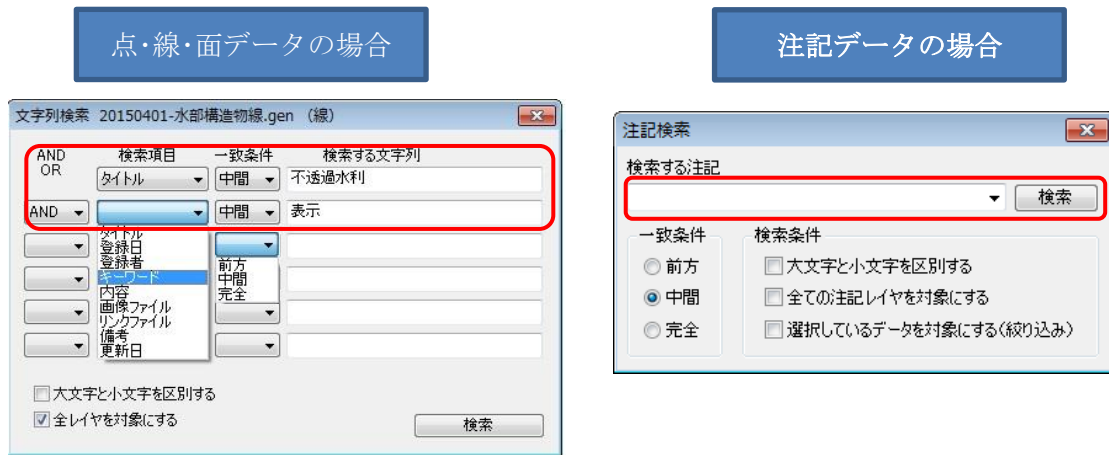 点・線・面データの場合
注記データの場合
文字列検索 20150401-水部構造物線.gen （線）
AND
OR
検索項目 一致条件 検索する文字列
タイトル 中間 不透過水利
AND 中間 表示
タイトル
登録日
登録者
キーワード
内容
画像ファイル
リンクファイル
備考
更新日
前方
中間
完全
大文字と小文字を区別する
全レイヤを対象にする
検索
注記検索
検索する注記
検索
一致条件 検索条件
前方 大文字と小文字を区別する
中間 全ての注記レイヤを対象にする
完全 選択しているデータを対象にする(絞り込み)